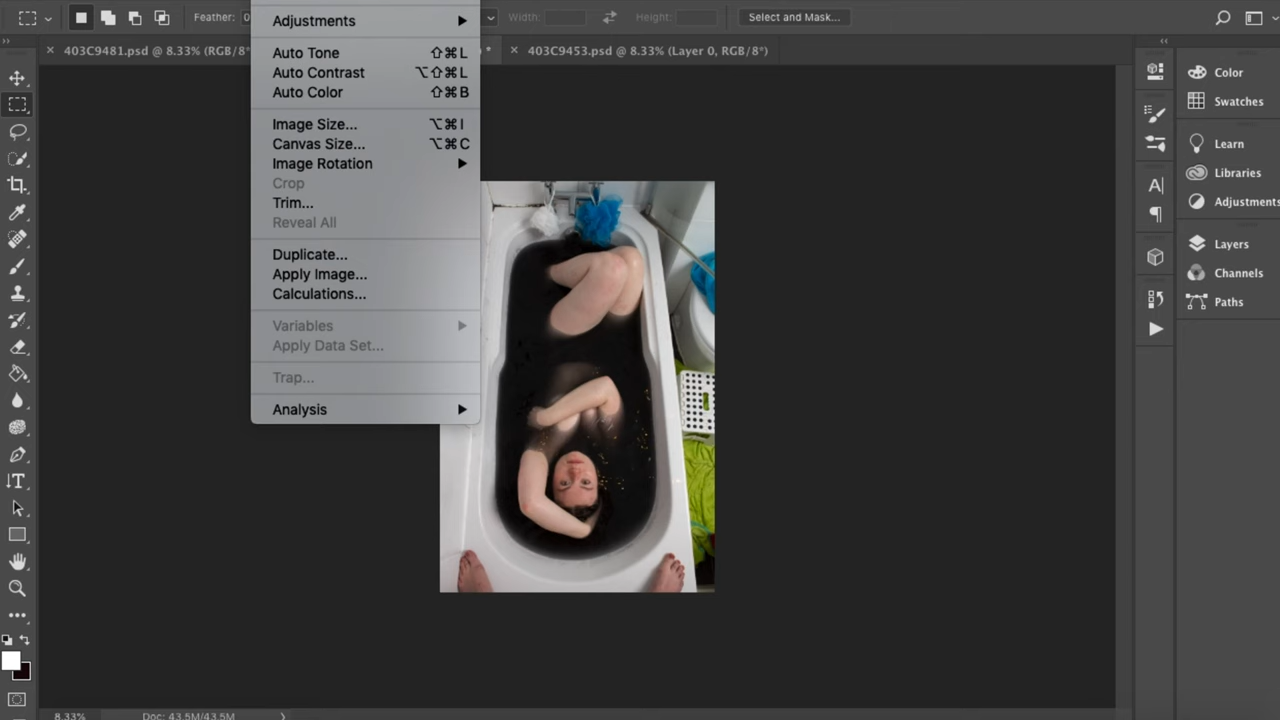 Feather: 0
Width:
Height:
Select and Mask...
× 403C9481.psd @ 8.33% (RGB/8*
*
× 403C9453.psd @ 8.33% (Layer 0, RGB/8*)
Adjustments
Auto Tone ⇧⌘L
Auto Contrast ⌥⇧⌘L
Auto Color ⇧⌘B
Image Size... ⌥⌘I
Canvas Size... ⌥⌘C
Image Rotation
Crop
Trim...
Reveal All
Duplicate...
Apply Image...
Calculations...
Variables
Apply Data Set...
Trap...
Analysis
Color
Swatches
Learn
Libraries
Adjustments
Layers
Channels
Paths
8.33%
Doc: 43.5M/43.5M